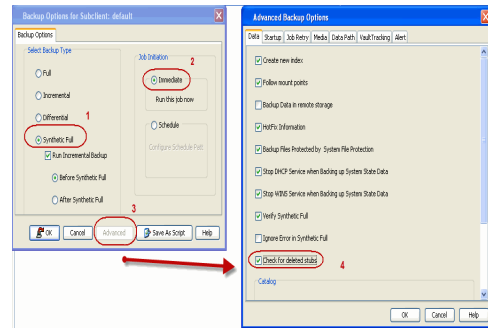 Backup Options for Subclient: default
Backup Options
Select Backup Type
Full
Incremental
Differential
1
Synthetic Full
Run Incremental Backup
Before Synthetic Full
After Synthetic Full
Job Initiation
2
Immediate
Run this job now
Schedule
Configure Schedule Patt
3
OK
Cancel
Advanced
Save As Script
Help
Advanced Backup Options
Data
Startup
Job Retry
Media
Data Path
VaultTracking
Alert
Create new index
Follow mount points
Backup Data in remote storage
HotFix Information
Backup Files Protected by System File Protection
Stop DHCP Service when Backing up System State Data
Stop WINS Service when Backing up System State Data
Verify Synthetic Full
Ignore Error in Synthetic Full
Check for deleted stubs
4
Catalog
OK
Cancel
Help